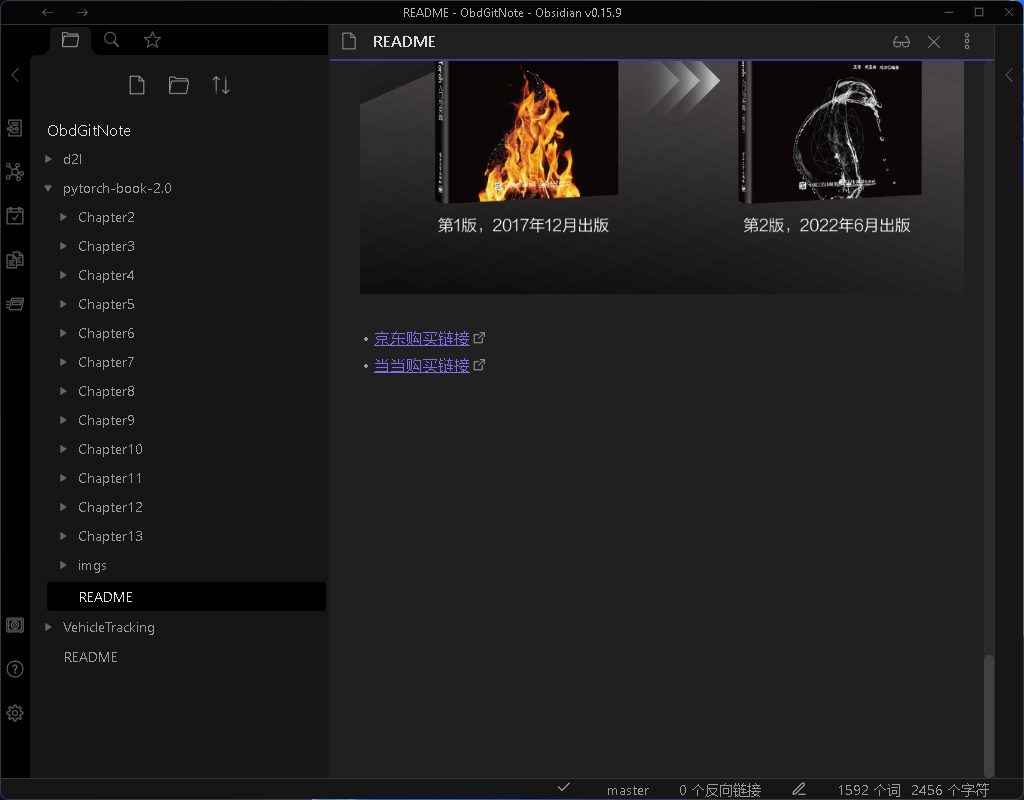 README - ObdGitNote - Obsidian v0.15.9
README
ObdGitNote
d2l
pytorch-book-2.0
Chapter2
Chapter3
Chapter4
Chapter5
Chapter6
Chapter7
Chapter8
Chapter9
Chapter10
Chapter11
Chapter12
Chapter13
imgs
README
VehicleTracking
README
第1版，2017年12月出版
第2版，2022年6月出版
京东购买链接
当当购买链接
master
0 个反向链接
1592 个词
2456 个字符